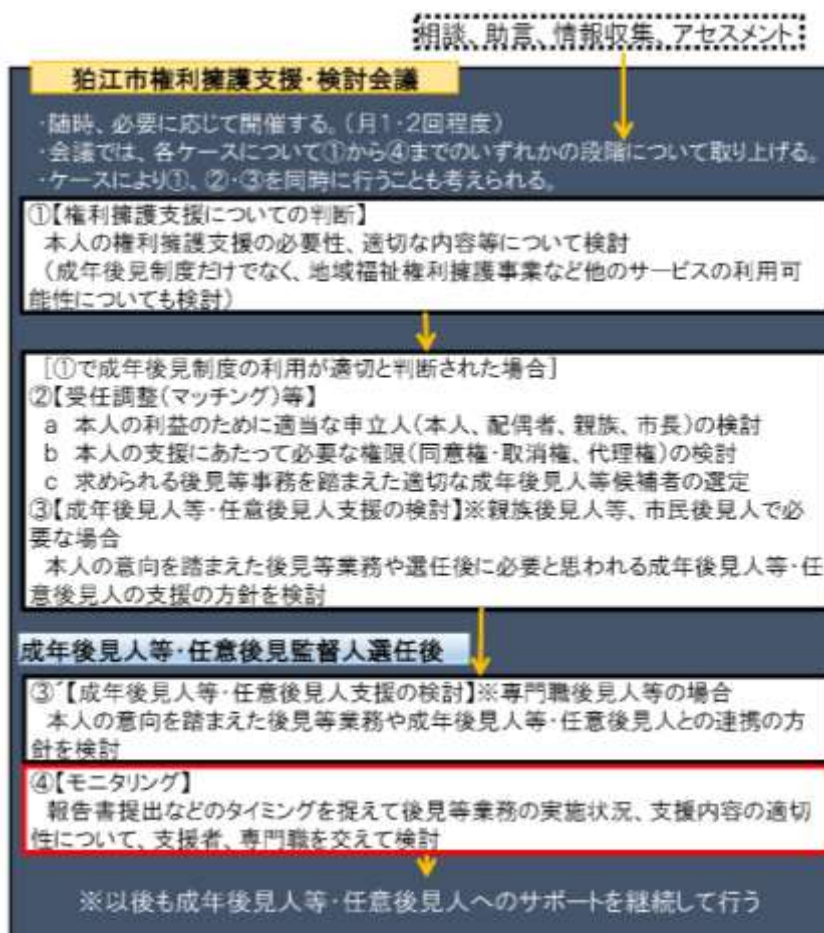 相談、助言、情報収集、アセスメント
狛江市権利擁護支援・検討会議
・随時、必要に応じて開催する。(月1・2回程度)
・会議では、各ケースについて①から④までのいずれかの段階について取り上げる。
・ケースにより①、②・③を同時に行うことも考えられる。
①【権利擁護支援についての判断】
本人の権利擁護支援の必要性、適切な内容等について検討
(成年後見制度だけでなく、地域福祉権利擁護事業など他のサービスの利用可
能性についても検討)
[①で成年後見制度の利用が適切と判断された場合]
②【受任調整(マッチング)等】
a 本人の利益のために適当な申立人(本人、配偶者、親族、市長)の検討
b 本人の支援にあたって必要な権限(同意権・取消権、代理権)の検討
c 求められる後見等事務を踏まえた適切な成年後見人等候補者の選定
③【成年後見人等・任意後見人支援の検討】※親族後見人等、市民後見人で必
要な場合
本人の意向を踏まえた後見等業務や選任後に必要と思われる成年後見人等・任
意後見人の支援の方針を検討
成年後見人等・任意後見監督人選任後
③´【成年後見人等・任意後見人支援の検討】※専門職後見人等の場合
本人の意向を踏まえた後見等業務や成年後見人等・任意後見人との連携の方
針を検討
④【モニタリング】
報告書提出などのタイミングを捉えて後見等業務の実施状況、支援内容の適切
性について、支援者、専門職を交えて検討
※以後も成年後見人等・任意後見人へのサポートを継続して行う